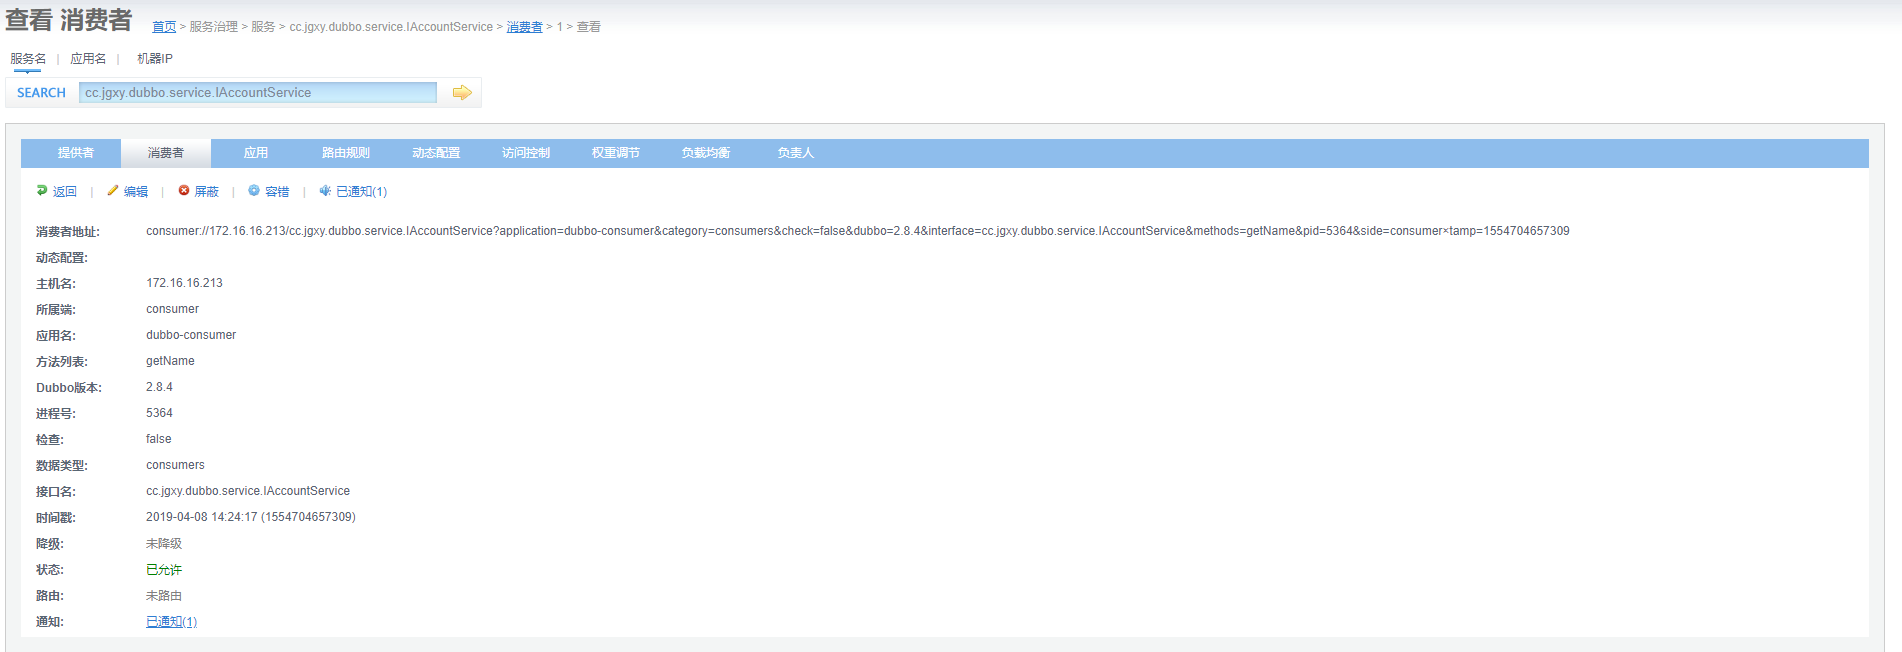 查看 消费者
首页 > 服务治理 > 服务 > cc.jgxy.dubbo.service.IAccountService > 消费者 > 1 > 查看
服务名 | 应用名 | 机器IP
SEARCH cc.jgxy.dubbo.service.IAccountService
提供者 消费者 应用 路由规则 动态配置 访问控制 权重调节 负载均衡 负责人
返回 | 编辑 | 屏蔽 | 容错 | 已通知(1)
消费者地址: consumer://172.16.16.213/cc.jgxy.dubbo.service.IAccountService?application=dubbo-consumer&category=consumers&check=false&dubbo=2.8.4&interface=cc.jgxy.dubbo.service.IAccountService&methods=getName&pid=5364&side=consumer×tamp=1554704657309
动态配置:
主机名: 172.16.16.213
所属端: consumer
应用名: dubbo-consumer
方法列表: getName
Dubbo版本: 2.8.4
进程号: 5364
检查: false
数据类型: consumers
接口名: cc.jgxy.dubbo.service.IAccountService
时间戳: 2019-04-08 14:24:17 (1554704657309)
降级: 未降级
状态: 已允许
路由: 未路由
通知: 已通知(1)